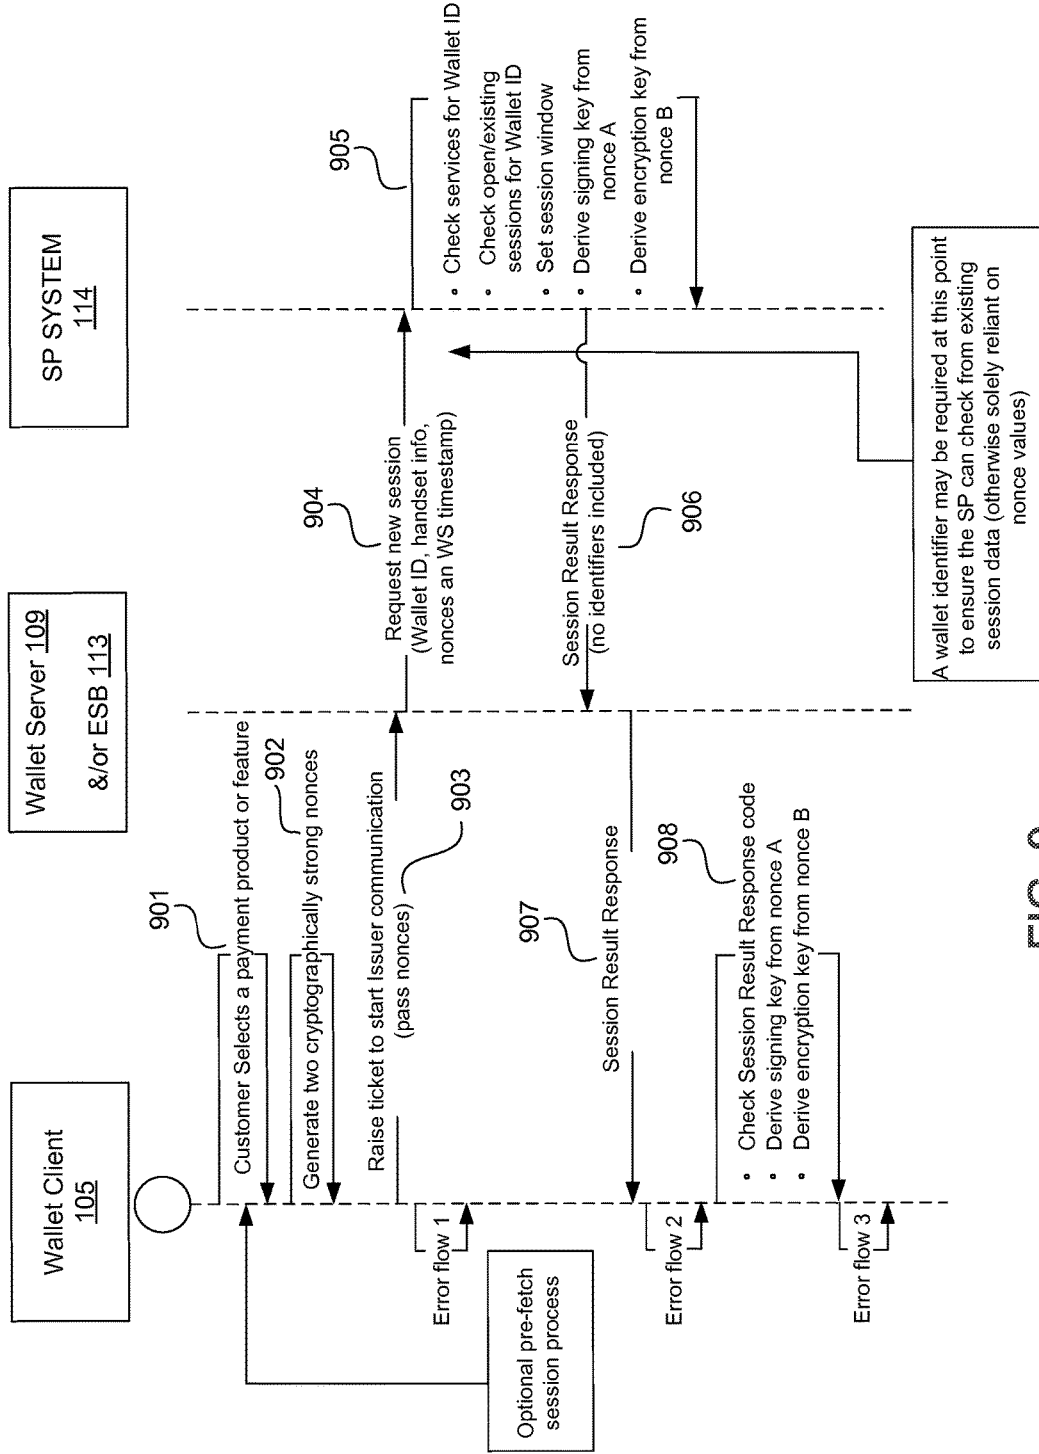 Wallet Client
105
Wallet Server 109
&/or ESB 113
SP SYSTEM
114
901
Customer Selects a payment product or feature
902
Generate two cryptographically strong nonces
Optional pre-fetch
session process
Raise ticket to start Issuer communication
(pass nonces)
903
Error flow 1
904
Request new session
(Wallet ID, handset info,
nonces an WS timestamp)
905
• Check services for Wallet ID
• Check open/existing
sessions for Wallet ID
• Set session window
• Derive signing key from
nonce A
• Derive encryption key from
nonce B
Session Result Response
(no identifiers included)
906
907
Session Result Response
Error flow 2
908
• Check Session Result Response code
• Derive signing key from nonce A
• Derive encryption key from nonce B
Error flow 3
A wallet identifier may be required at this point
to ensure the SP can check from existing
session data (otherwise solely reliant on
nonce values)
FIG.